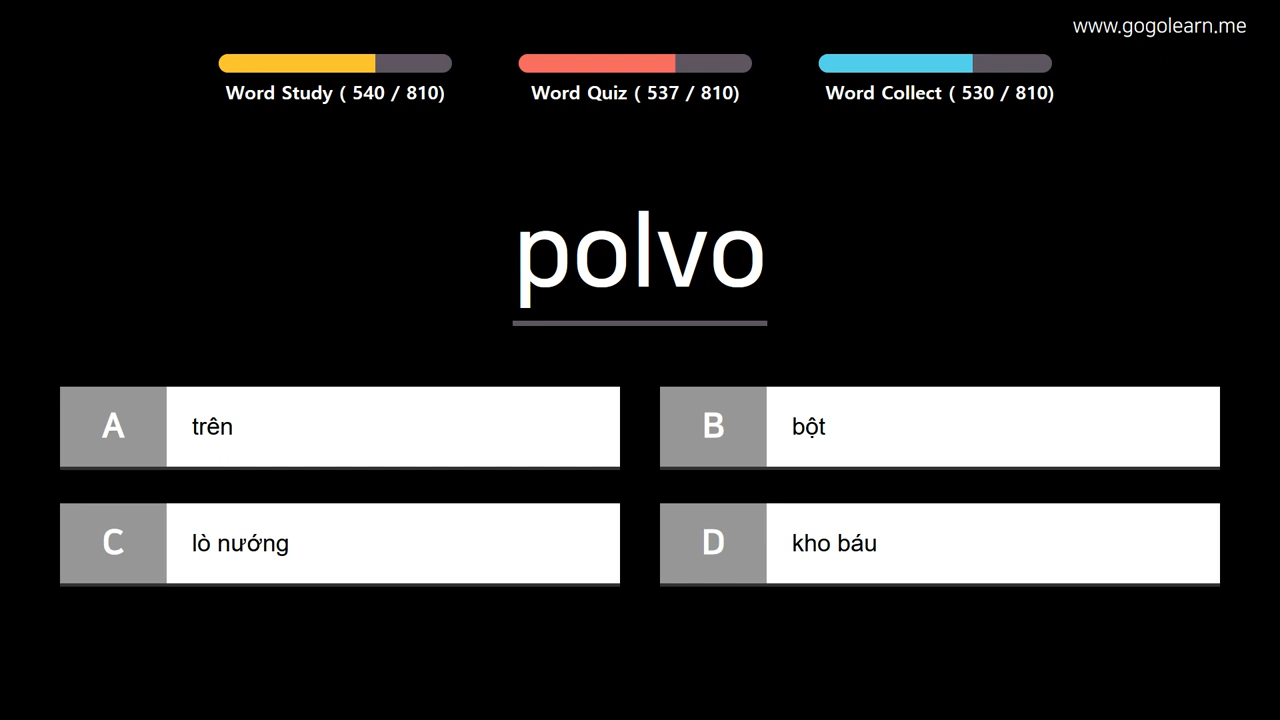 www.gogolearn.me
Word Study ( 540 / 810)
Word Quiz ( 537 / 810)
Word Collect ( 530 / 810)
polvo
A
trên
B
bột
C
lò nướng
D
kho báu